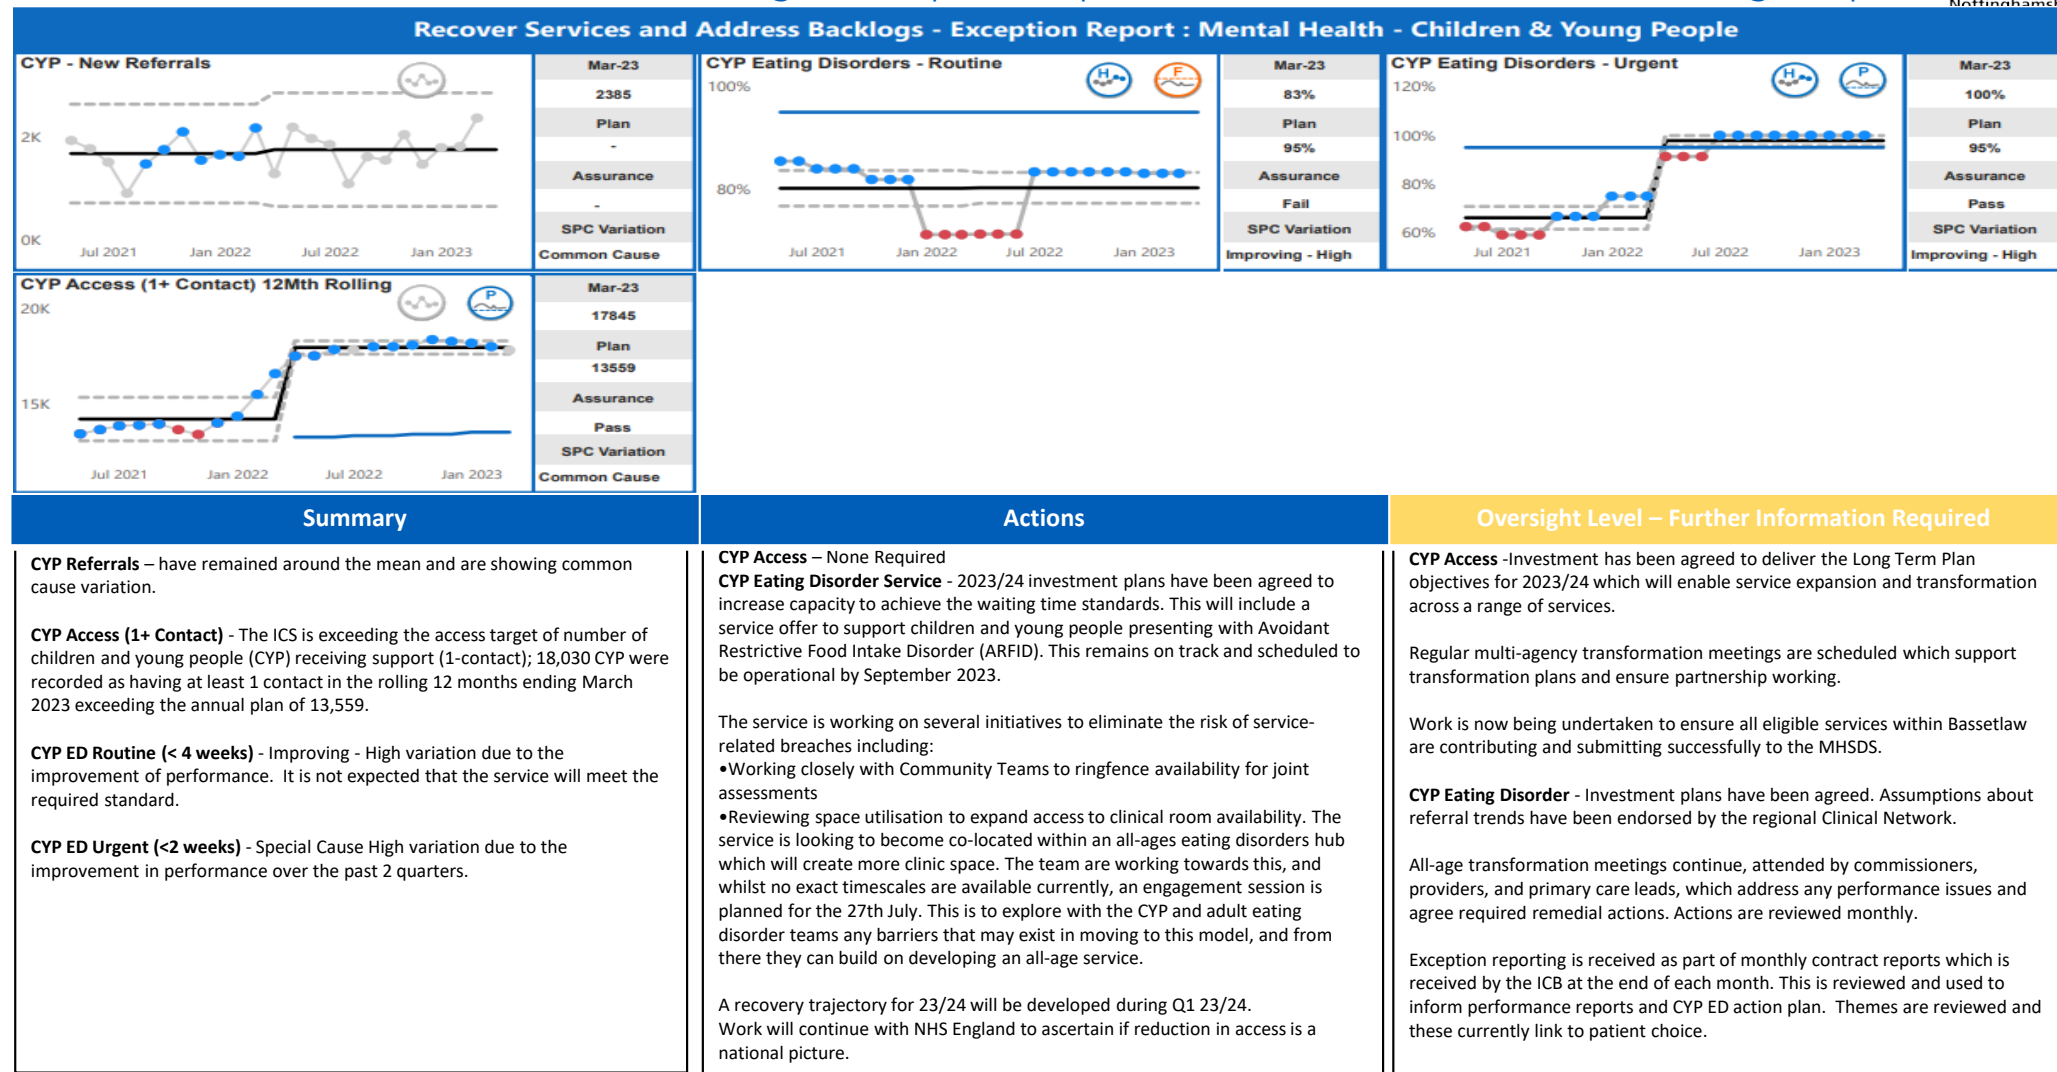 Recover Services and Address Backlogs - Exception Report : Mental Health - Children & Young People
CYP - New Referrals
2K
0K
Jul 2021
Jan 2022
Jul 2022
Jan 2023
Mar-23
2385
Plan
-
Assurance
-
SPC Variation
Common Cause
CYP Eating Disorders - Routine
H
F
100%
80%
Jul 2021
Jan 2022
Jul 2022
Jan 2023
Mar-23
83%
Plan
95%
Assurance
Fail
SPC Variation
Improving - High
CYP Eating Disorders - Urgent
H
P
120%
100%
80%
60%
Jul 2021
Jan 2022
Jul 2022
Jan 2023
Mar-23
100%
Plan
95%
Assurance
Pass
SPC Variation
Improving - High
CYP Access (1+ Contact) 12Mth Rolling
P
20K
15K
Jul 2021
Jan 2022
Jul 2022
Jan 2023
Mar-23
17845
Plan
13559
Assurance
Pass
SPC Variation
Common Cause
Summary
CYP Referrals – have remained around the mean and are showing common
cause variation.
CYP Access (1+ Contact) - The ICS is exceeding the access target of number of
children and young people (CYP) receiving support (1-contact); 18,030 CYP were
recorded as having at least 1 contact in the rolling 12 months ending March
2023 exceeding the annual plan of 13,559.
CYP ED Routine (< 4 weeks) - Improving - High variation due to the
improvement of performance. It is not expected that the service will meet the
required standard.
CYP ED Urgent (<2 weeks) - Special Cause High variation due to the
improvement in performance over the past 2 quarters.
Actions
CYP Access – None Required
CYP Eating Disorder Service - 2023/24 investment plans have been agreed to
increase capacity to achieve the waiting time standards. This will include a
service offer to support children and young people presenting with Avoidant
Restrictive Food Intake Disorder (ARFID). This remains on track and scheduled to
be operational by September 2023.
The service is working on several initiatives to eliminate the risk of service-
related breaches including:
•Working closely with Community Teams to ringfence availability for joint
assessments
•Reviewing space utilisation to expand access to clinical room availability. The
service is looking to become co-located within an all-ages eating disorders hub
which will create more clinic space. The team are working towards this, and
whilst no exact timescales are available currently, an engagement session is
planned for the 27th July. This is to explore with the CYP and adult eating
disorder teams any barriers that may exist in moving to this model, and from
there they can build on developing an all-age service.
A recovery trajectory for 23/24 will be developed during Q1 23/24.
Work will continue with NHS England to ascertain if reduction in access is a
national picture.
Oversight Level – Further Information Required
CYP Access -Investment has been agreed to deliver the Long Term Plan
objectives for 2023/24 which will enable service expansion and transformation
across a range of services.
Regular multi-agency transformation meetings are scheduled which support
transformation plans and ensure partnership working.
Work is now being undertaken to ensure all eligible services within Bassetlaw
are contributing and submitting successfully to the MHSDS.
CYP Eating Disorder - Investment plans have been agreed. Assumptions about
referral trends have been endorsed by the regional Clinical Network.
All-age transformation meetings continue, attended by commissioners,
providers, and primary care leads, which address any performance issues and
agree required remedial actions. Actions are reviewed monthly.
Exception reporting is received as part of monthly contract reports which is
received by the ICB at the end of each month. This is reviewed and used to
inform performance reports and CYP ED action plan. Themes are reviewed and
these currently link to patient choice.